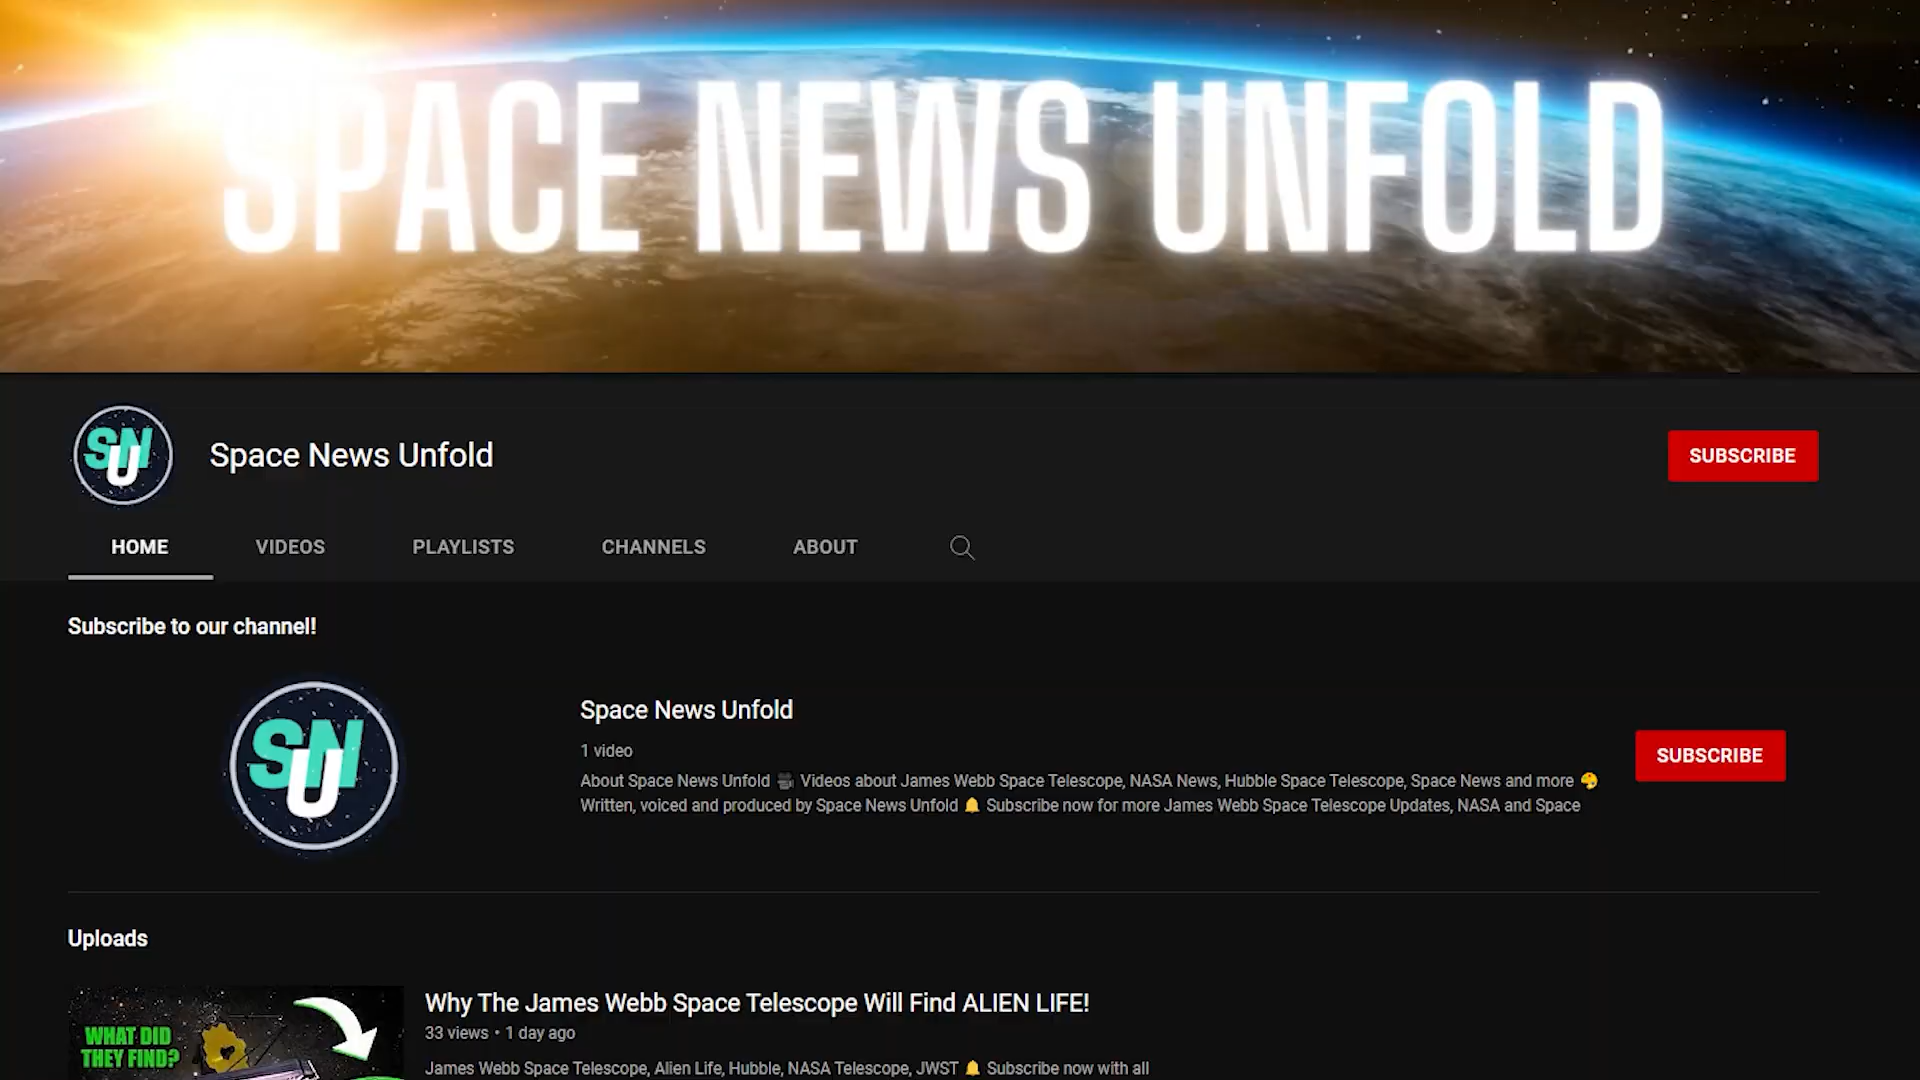 SPACE NEWS UNFOLD
SNU
Space News Unfold
SUBSCRIBE
HOME
VIDEOS
PLAYLISTS
CHANNELS
ABOUT
Subscribe to our channel!
SNU
Space News Unfold
1 video
About Space News Unfold 🎥 Videos about James Webb Space Telescope, NASA News, Hubble Space Telescope, Space News and more 🎨
Written, voiced and produced by Space News Unfold 🔔 Subscribe now for more James Webb Space Telescope Updates, NASA and Space
SUBSCRIBE
Uploads
WHAT DID
THEY FIND?
Why The James Webb Space Telescope Will Find ALIEN LIFE!
33 views • 1 day ago
James Webb Space Telescope, Alien Life, Hubble, NASA Telescope, JWST 🔔 Subscribe now with all